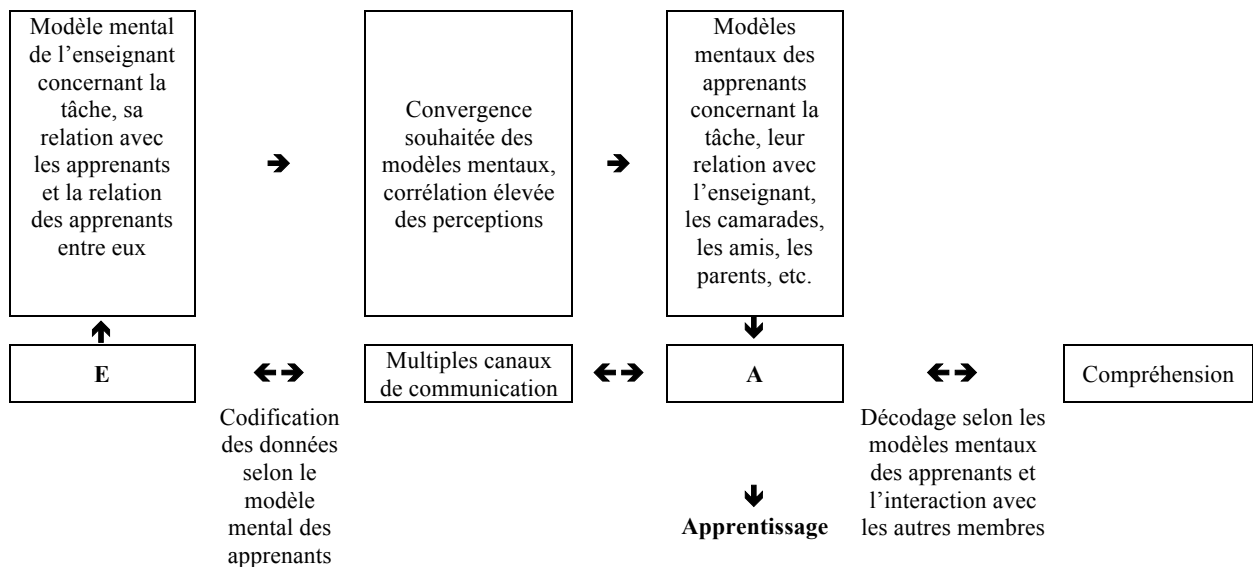 Modèle mental
de l’enseignant
concernant la
tâche, sa
relation avec
les apprenants
et la relation
des apprenants
entre eux
Convergence
souhaitée des
modèles mentaux,
corrélation élevée
des perceptions
Modèles
mentaux des
apprenants
concernant la
tâche, leur
relation avec
l’enseignant,
les camarades,
les amis, les
parents, etc.
E
Multiples canaux
de communication
A
Compréhension
Codification
des données
selon le
modèle
mental des
apprenants
Apprentissage
Décodage selon les
modèles mentaux
des apprenants et
l’interaction avec
les autres membres